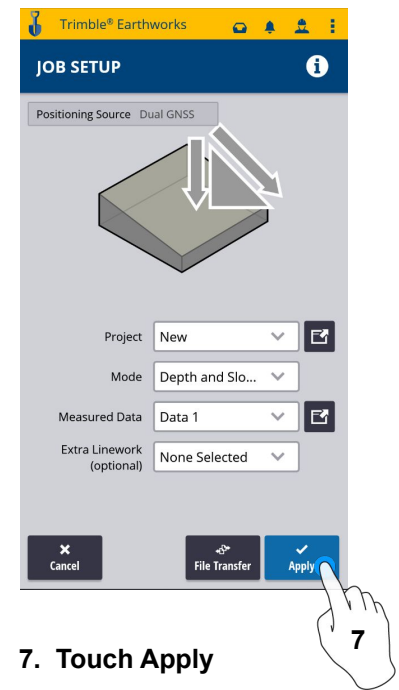 Trimble® Earthworks
JOB SETUP
Positioning Source Dual GNSS
Project New
Mode Depth and Slo...
Measured Data Data 1
Extra Linework
(optional) None Selected
Cancel File Transfer Apply
7
7. Touch Apply